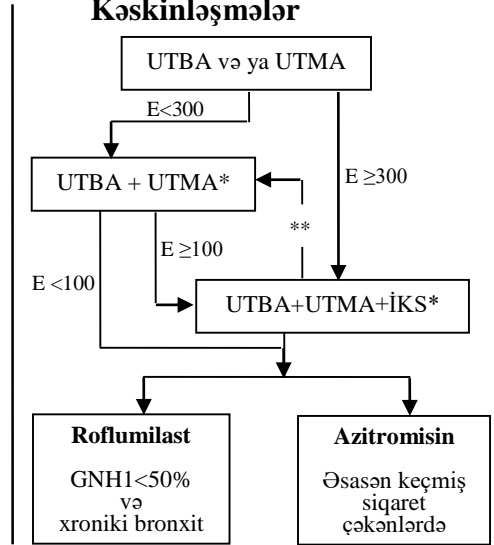 Kəskinləşmələr
UTBA və ya UTMA
E<300
UTBA + UTMA*
E ≥300
**
E ≥100
E <100
UTBA+UTMA+İKS*
Roflumilast
GNH1<50%
və
xroniki bronxit
Azitromisin
Əsasən keçmiş
siqaret
çəkənlərdə